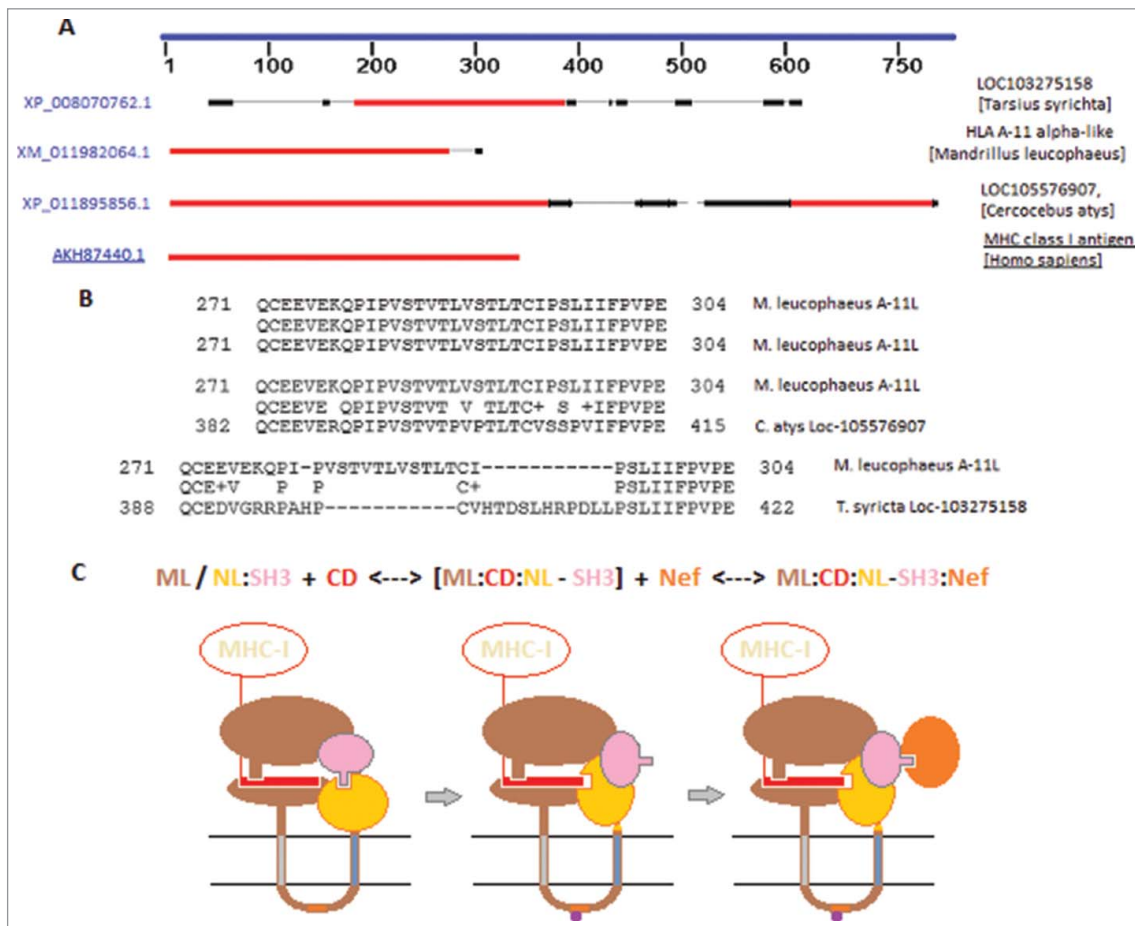 A
1 100 200 300 400 500 600 750
XP_008070762.1
LOC103275158
[Tarsius syrichta]
XM_011982064.1
HLA A-11 alpha-like
[Mandrillus leucophaeus]
XP_011895856.1
LOC105576907,
[Cercocebus atys]
AKH87440.1
MHC class I antigen
[Homo sapiens]
B
271 QCEEVEKQPIPVSTVTLVSTLTCIPSLIIFPVPE 304 M. leucophaeus A-11L
QCEEVEKQPIPVSTVTLVSTLTCIPSLIIFPVPE
271 QCEEVEKQPIPVSTVTLVSTLTCIPSLIIFPVPE 304 M. leucophaeus A-11L
271 QCEEVEKQPIPVSTVTLVSTLTCIPSLIIFPVPE 304 M. leucophaeus A-11L
QCEEVE QPIPVSTVT V TLTC+ S +IFPVPE
382 QCEEVERQPIPVSTVTPVPTLTCVSSPVIFPVPE 415 C. atys Loc-105576907
271 QCEEVEKQPI-PVSTVTLVSTLTCI-----------PSLIIFPVPE 304 M. leucophaeus A-11L
QCE+V P P C+ PSLIIFPVPE
388 QCEDVGRRPAHP-----------CVHTDSLHRPDLLPSLIIFPVPE 422 T. syricta Loc-103275158
C
ML / NL:SH3 + CD <---> [ML:CD:NL - SH3] + Nef <---> ML:CD:NL-SH3:Nef
MHC-I MHC-I MHC-I